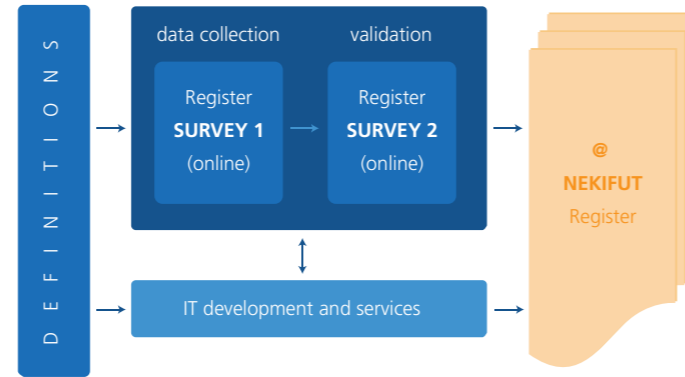 DEFINITIONS
data collection
validation
Register
SURVEY 1
(online)
Register
SURVEY 2
(online)
IT development and services
@
NEKIFUT
Register